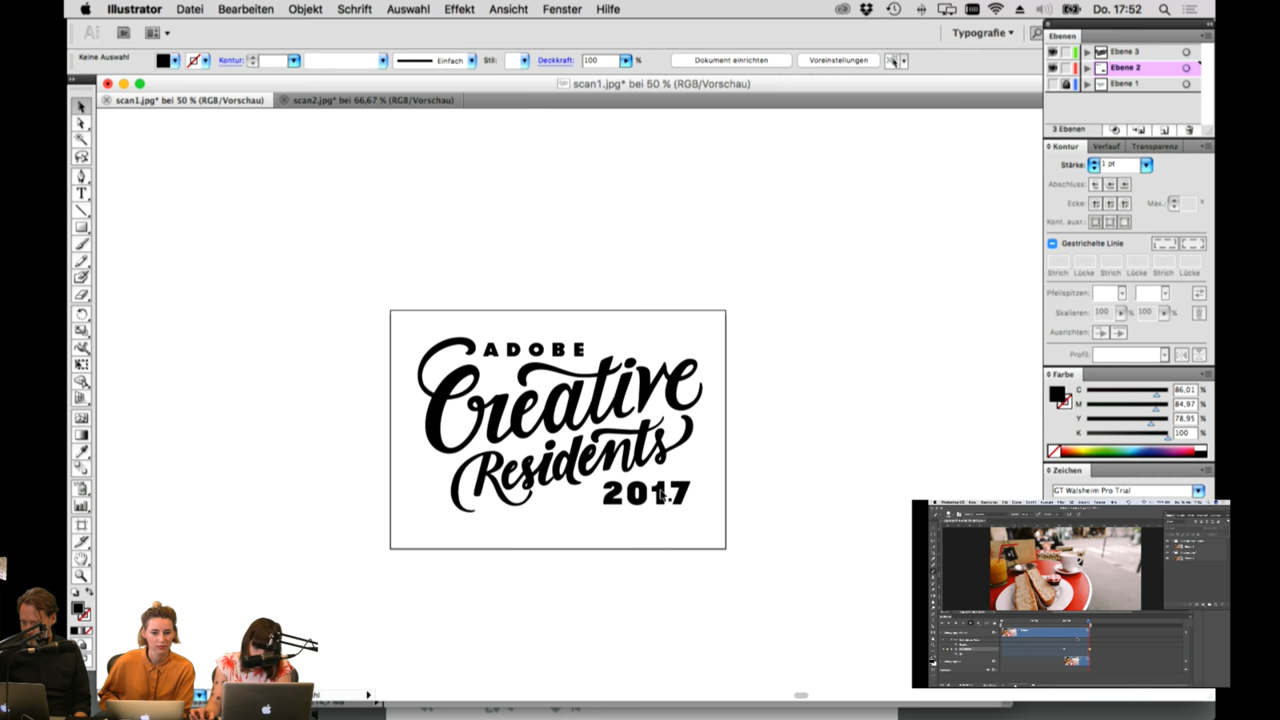 Illustrator Datei Bearbeiten Objekt Schrift Auswahl Effekt Ansicht Fenster Hilfe Do. 17:52
Ai Typografie
Keine Auswahl Kontur: Einfach Stil: Deckkraft: 100 % Dokument einrichten Voreinstellungen
scan1.jpg* bei 50 % (RGB/Vorschau)
scan1.jpg* bei 50 % (RGB/Vorschau) scan2.jpg* bei 66,67 % (RGB/Vorschau)
Ebenen
Ebene 3
Ebene 2
Ebene 1
3 Ebenen
Kontur Verlauf Transparenz
Stärke: 1 pt
Abschluss:
Ecke: Max.:
Kont. ausr.:
Gestrichelte Linie
Strich Lücke Strich Lücke Strich Lücke
Pfeilspitzen:
Skalieren: 100 % 100 %
Ausrichten:
Profil:
Farbe
C 86,01 %
M 84,97 %
Y 78,95 %
K 100 %
Zeichen
GT Walsheim Pro Trial
ADOBE
Creative
Residents
2017